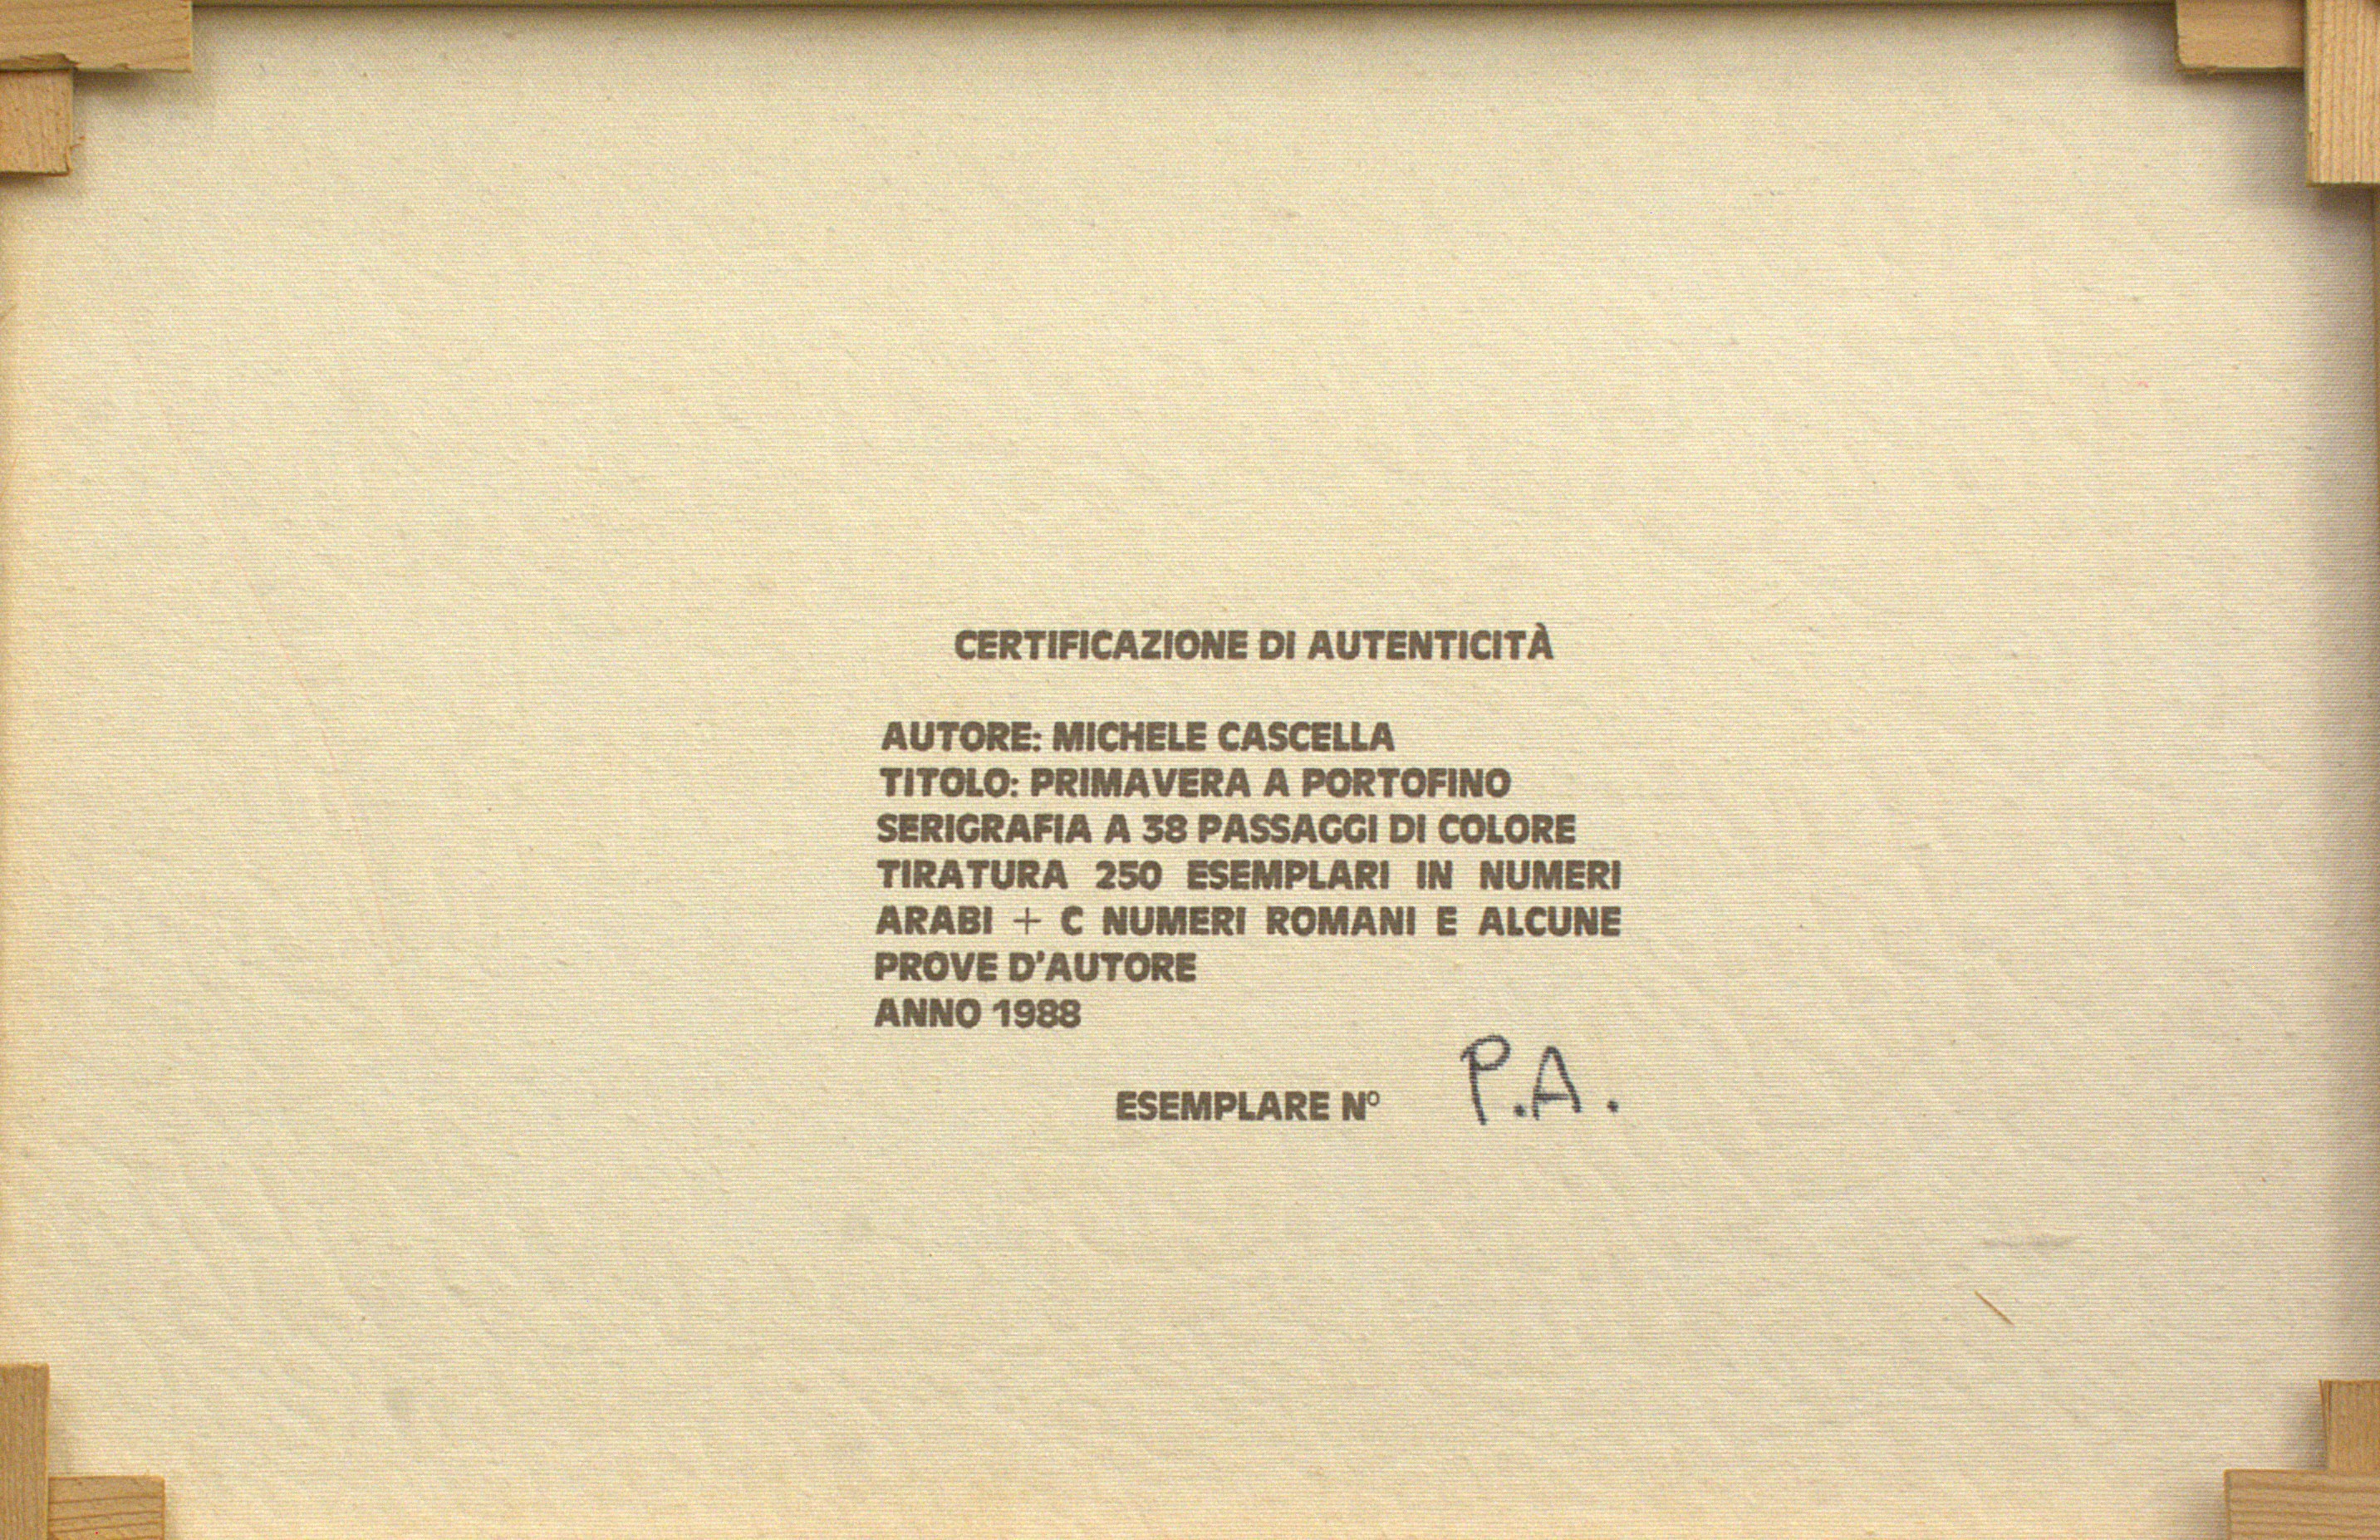 CERTIFICAZIONE DI AUTENTICITÀ
AUTORE: MICHELE CASCELLA
TITOLO: PRIMAVERA A PORTOFINO
SERIGRAFIA A 38 PASSAGGI DI COLORE
TIRATURA 250 ESEMPLARI IN NUMERI
ARABI + C NUMERI ROMANI E ALCUNE
PROVE D'AUTORE
ANNO 1988
ESEMPLARE N° P.A.